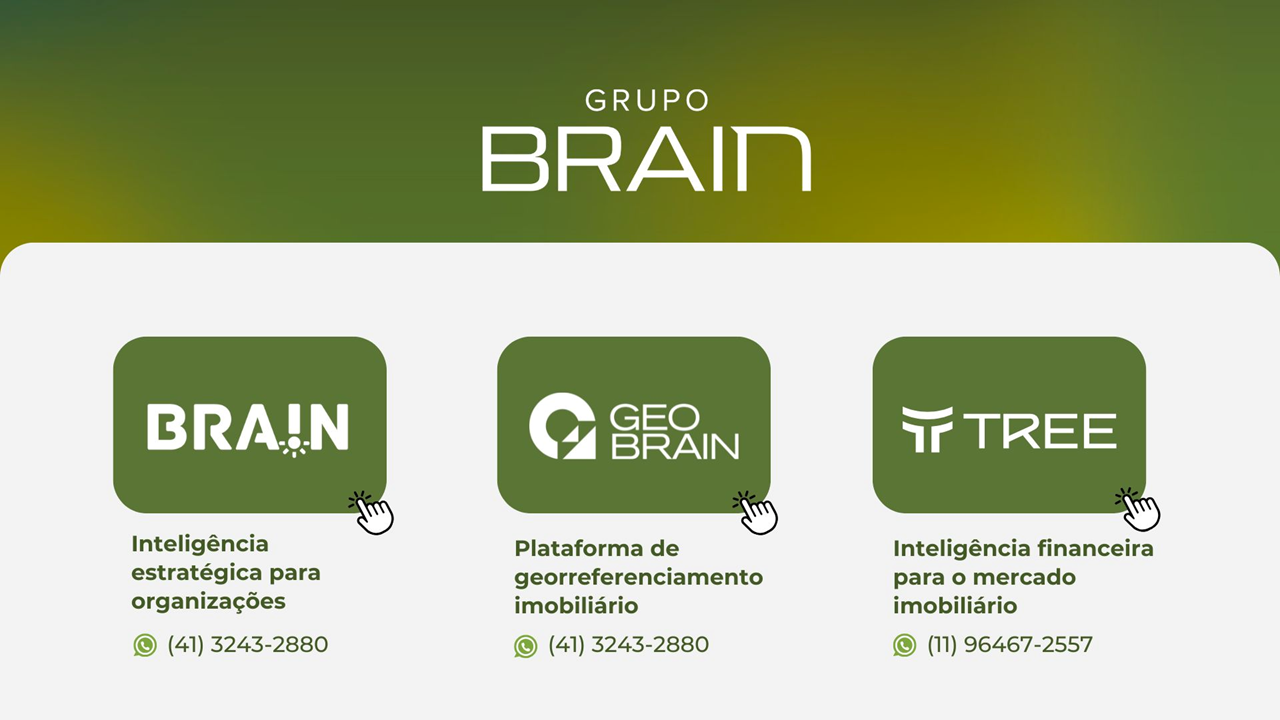 GRUPO
BRAIN
BRAIN
Inteligência
estratégica para
organizações
(41) 3243-2880
GEO
BRAIN
Plataforma de
georreferenciamento
imobiliário
(41) 3243-2880
TREE
Inteligência financeira
para o mercado
imobiliário
(11) 96467-2557